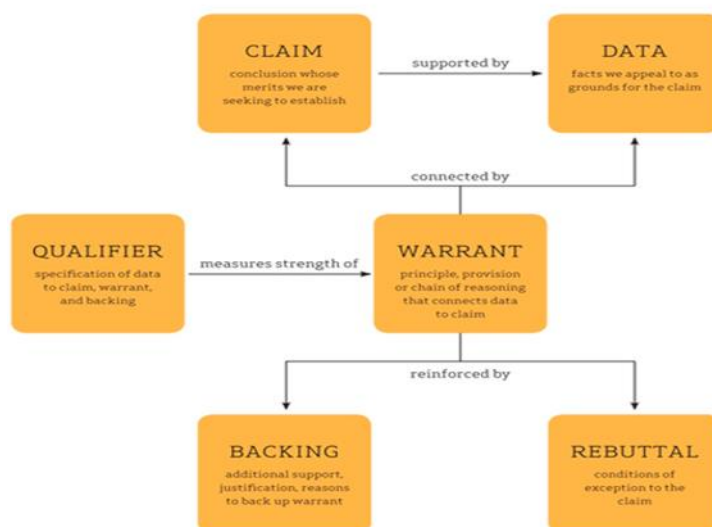 CLAIM
conclusion whose
merits we are
seeking to establish
supported by
DATA
facts we appeal to as
grounds for the claim
connected by
QUALIFIER
specification of data
to claim, warrant,
and backing
measures strength of
WARRANT
principle, provision
or chain of reasoning
that connects data
to claim
reinforced by
BACKING
additional support,
justification, reasons
to back up warrant
REBUTTAL
conditions of
exception to the
claim